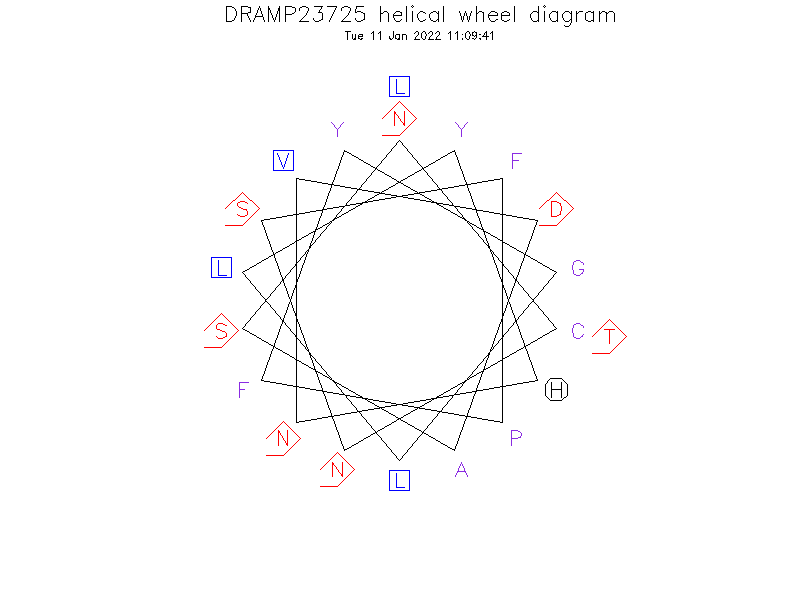 DRAMP23725 helical wheel diagram
Tue 11 Jan 2022 11:09:41
L
N
Y Y
V F
S D
L G
S C T
F H
N P
N L A